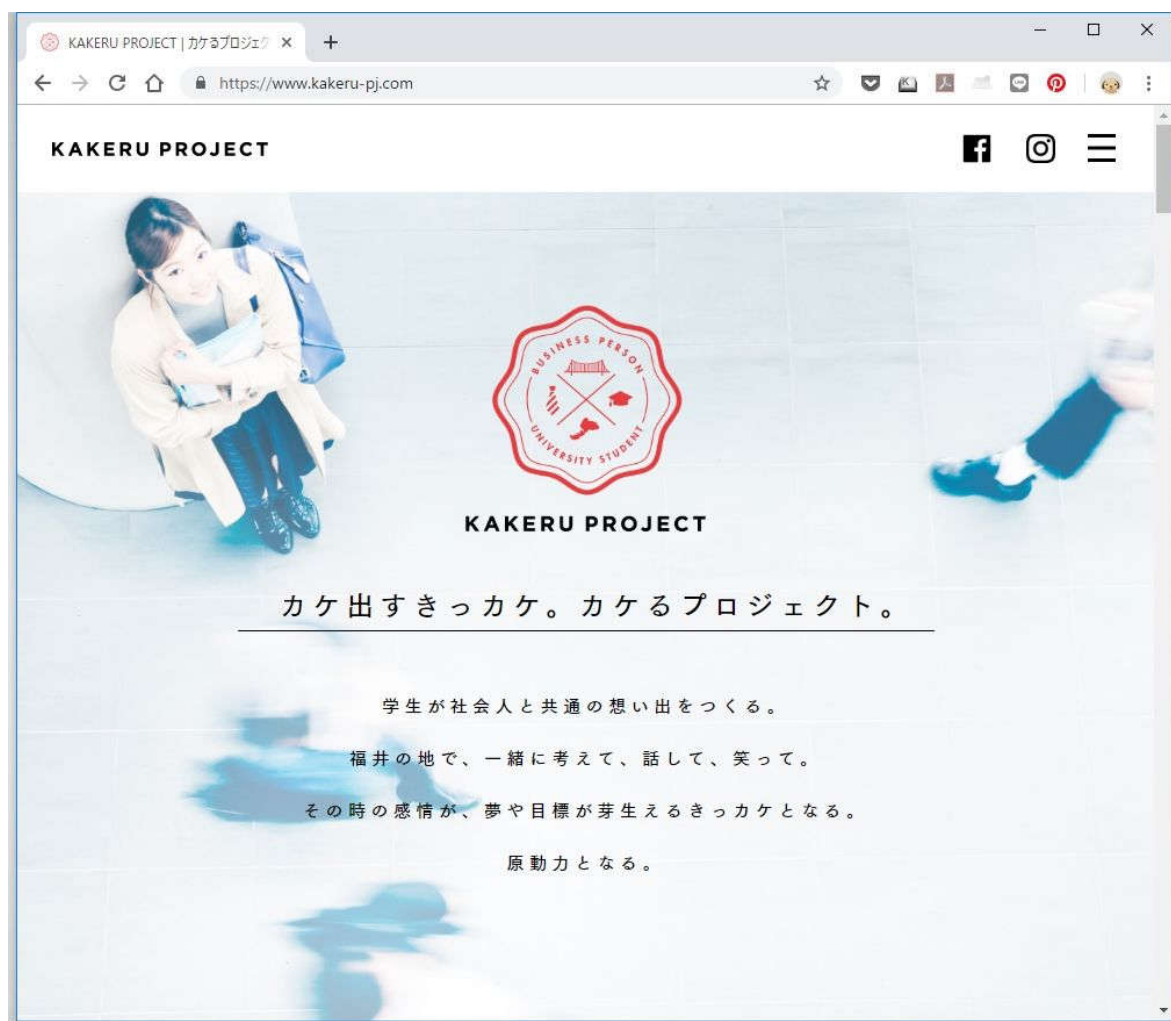 KAKERU PROJECT | カケるプロジェク
https://www.kakeru-pj.com
KAKERU PROJECT
BUSINESS PERSON
UNIVERSITY STUDENT
KAKERU PROJECT
カケ出すきっカケ。カケるプロジェクト。
学生が社会人と共通の想い出をつくる。
福井の地で、一緒に考えて、話して、笑って。
その時の感情が、夢や目標が芽生えるきっカケとなる。
原動力となる。